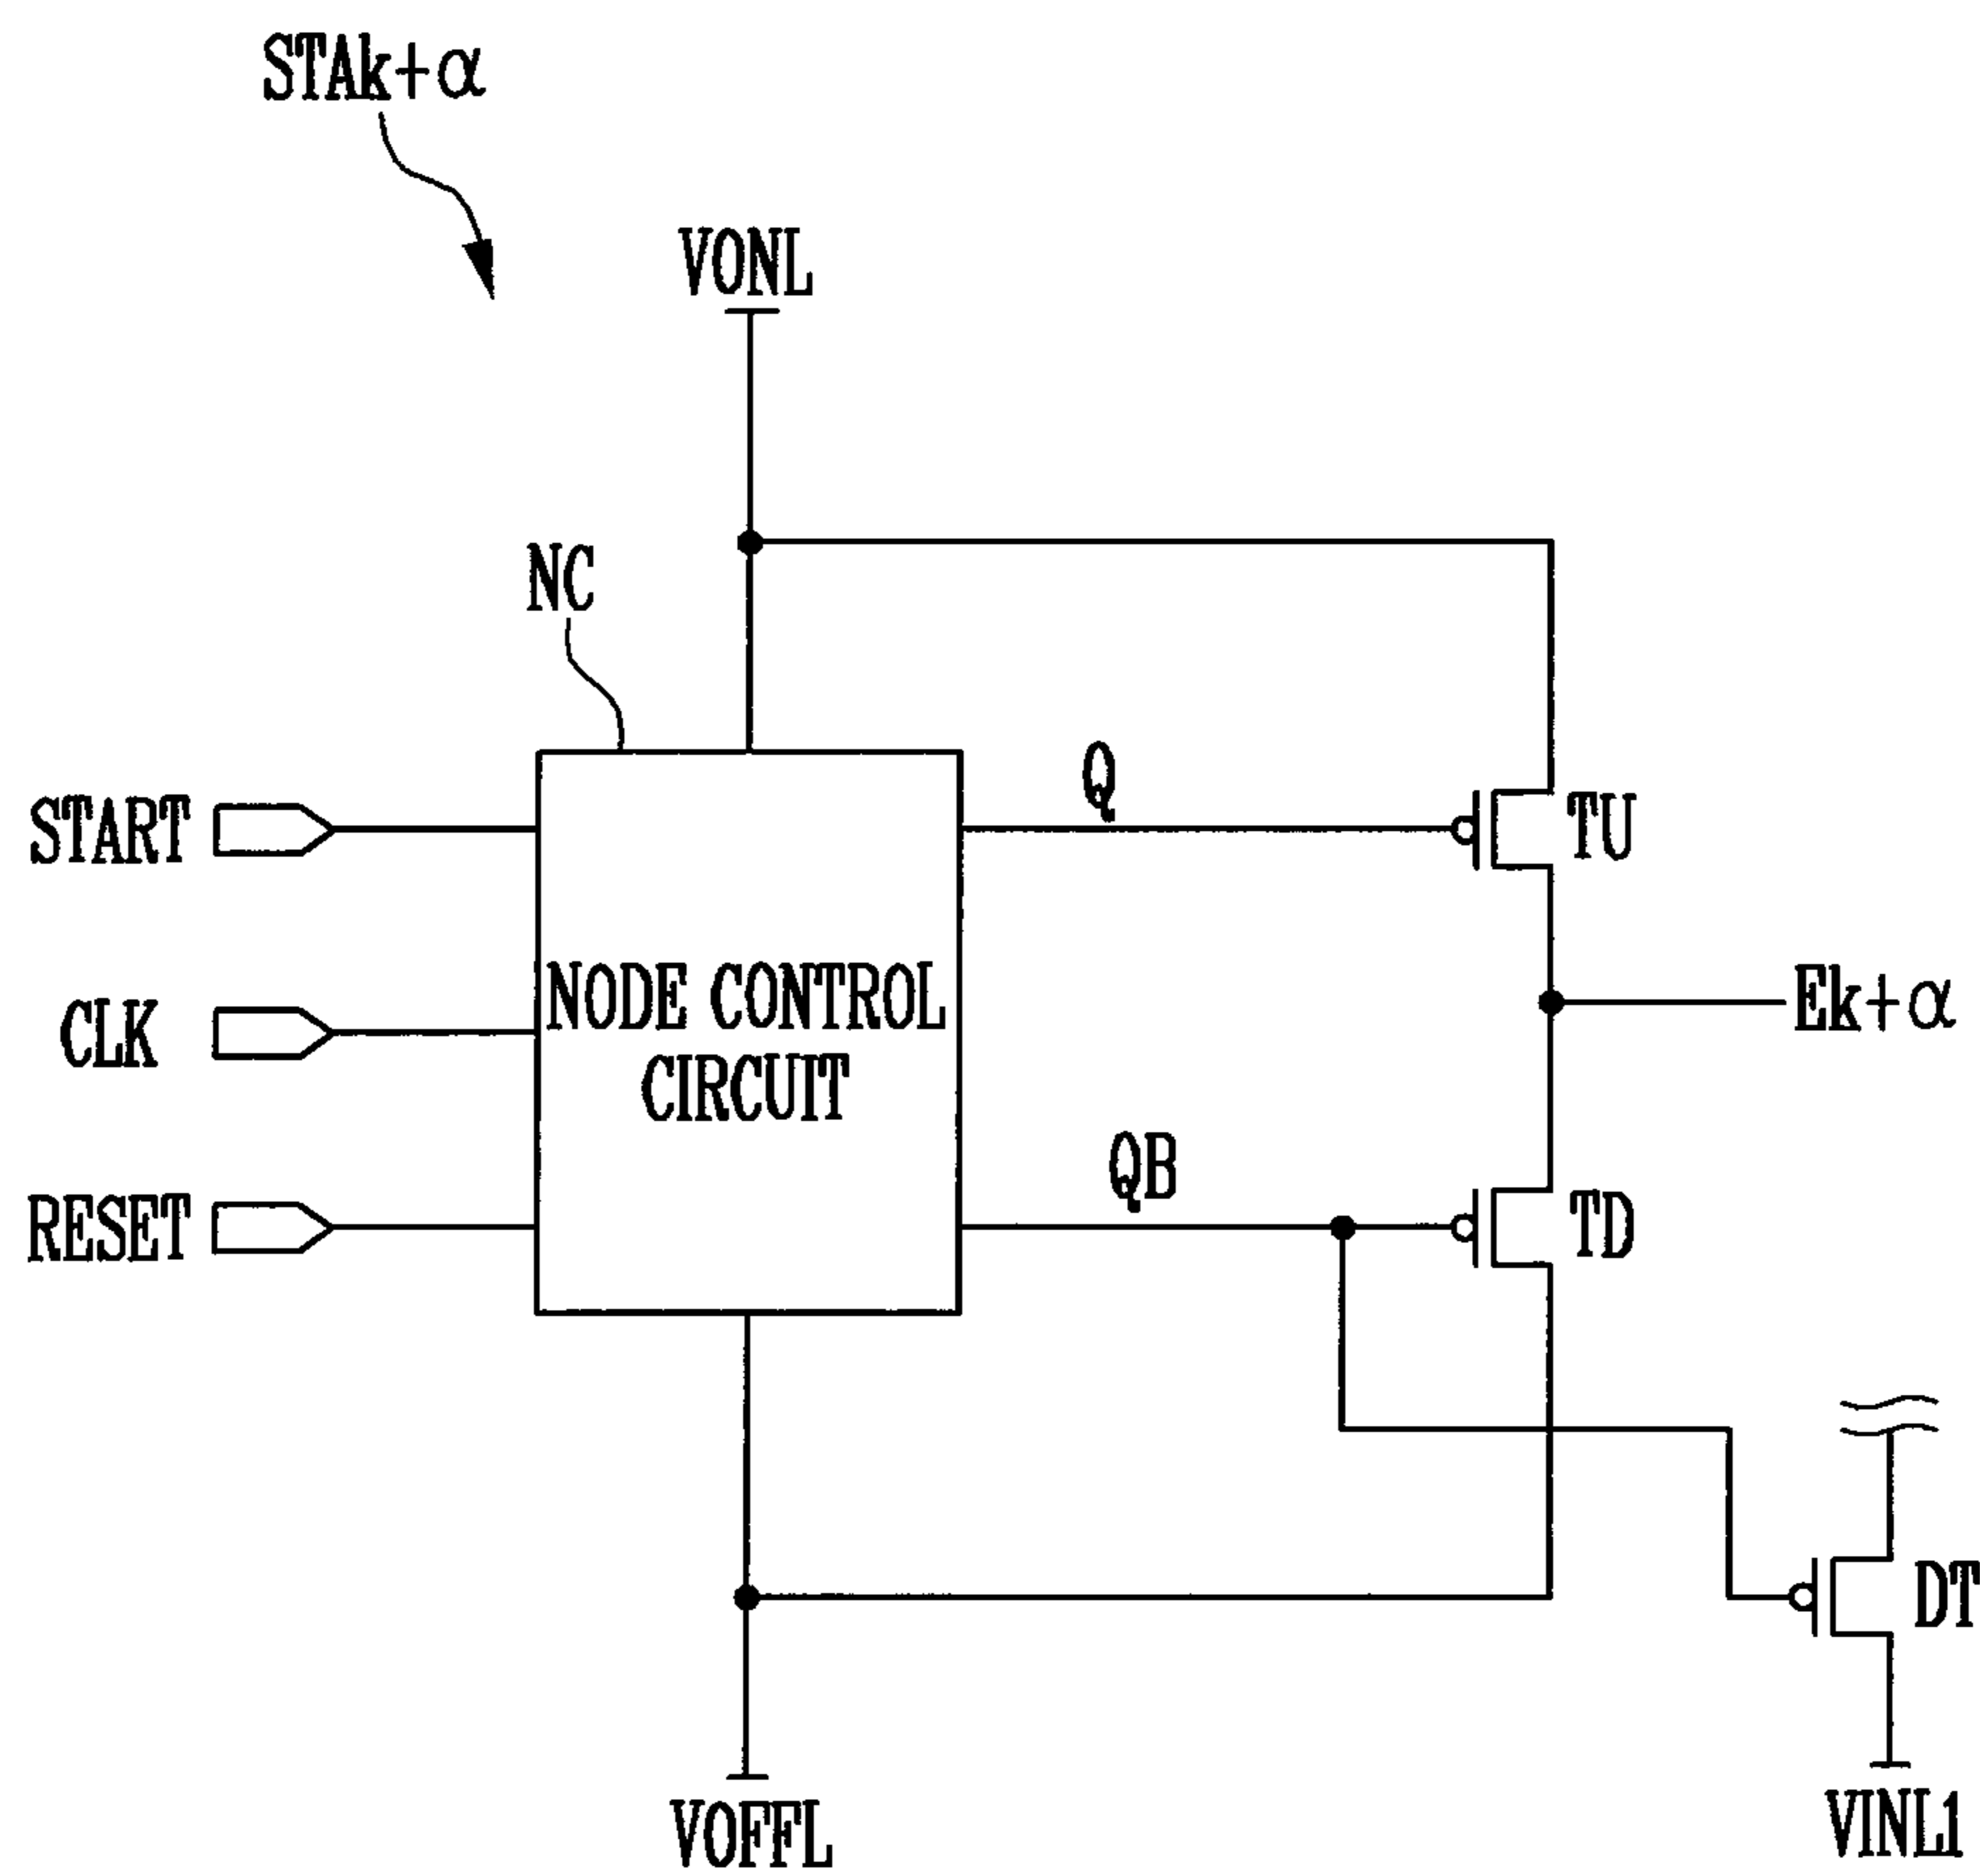 STAk+α
VONL
NC
START
CLK
RESET
NODE CONTROL
CIRCUIT
Q
TU
Ek+α
QB
TD
DT
VOFFL
VINL1